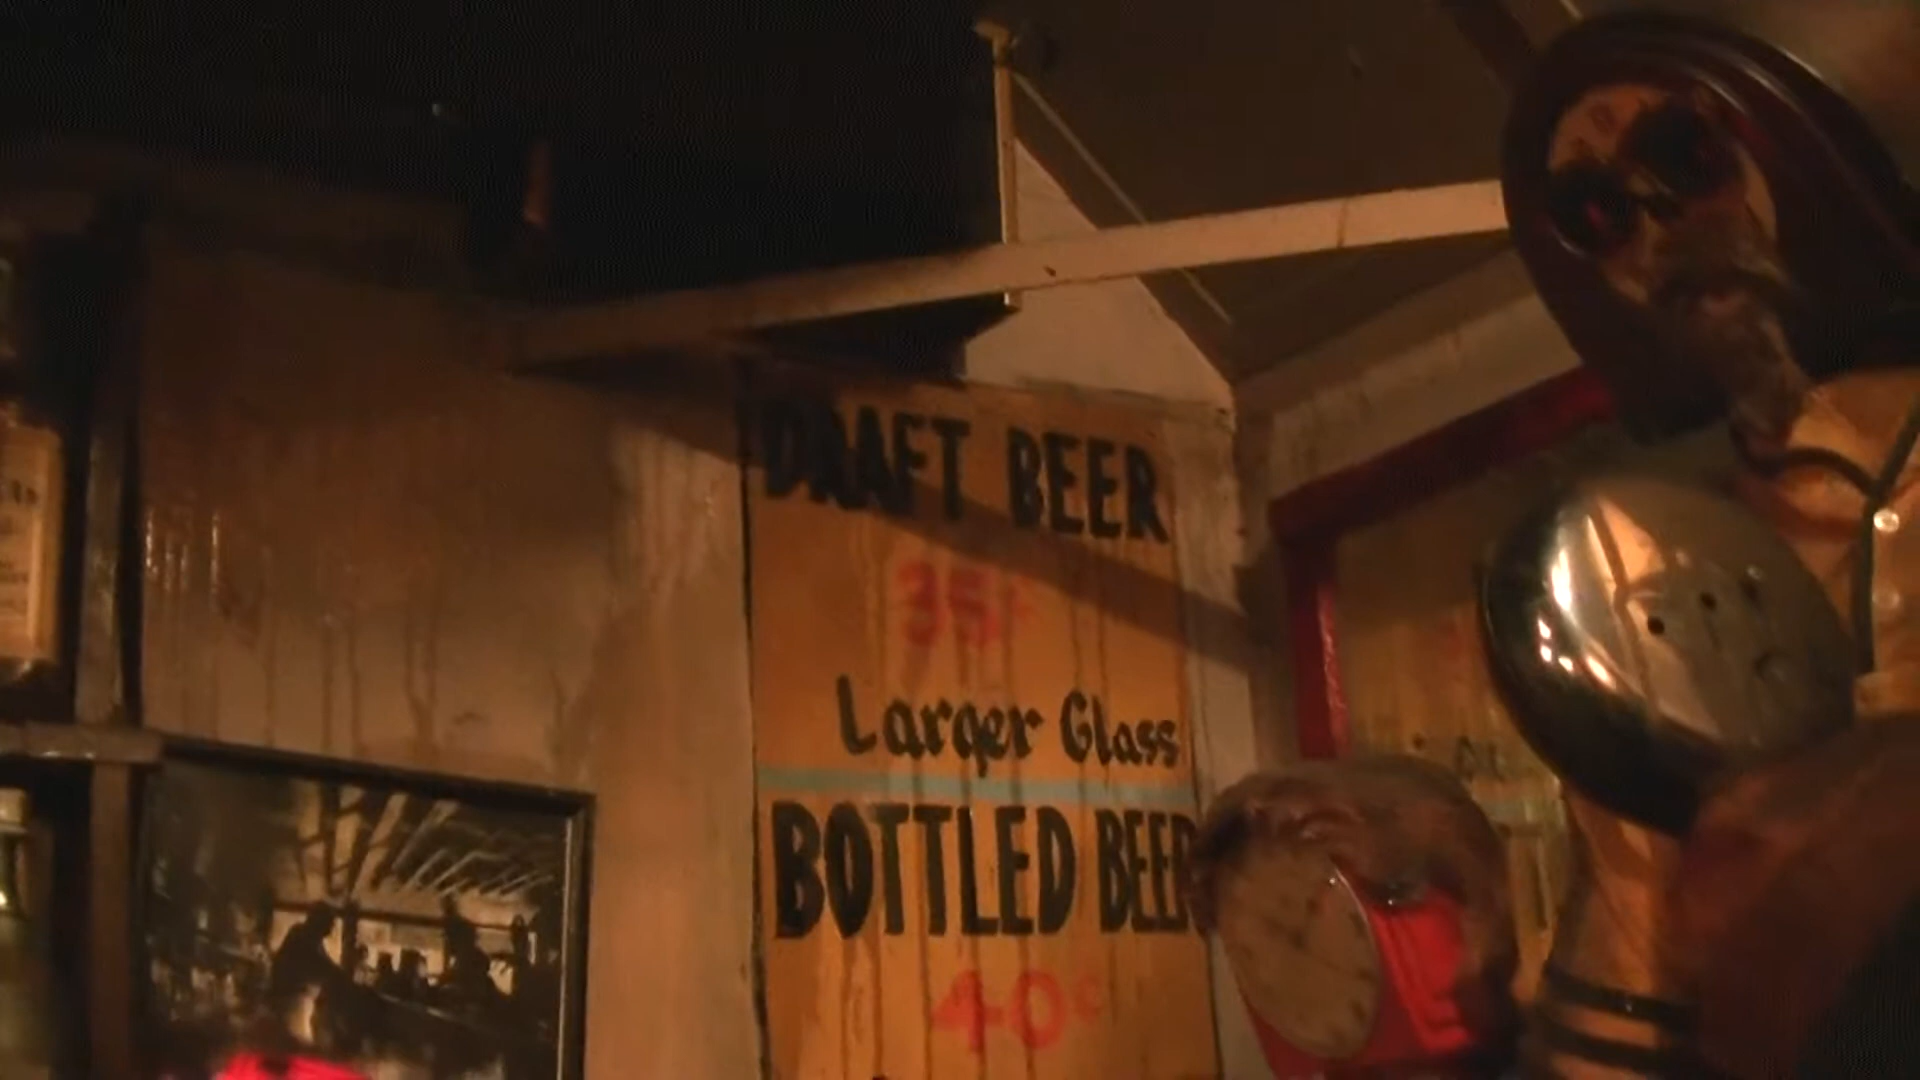 DRAFT BEER
35¢
Larger Glass
BOTTLED BEER
40¢